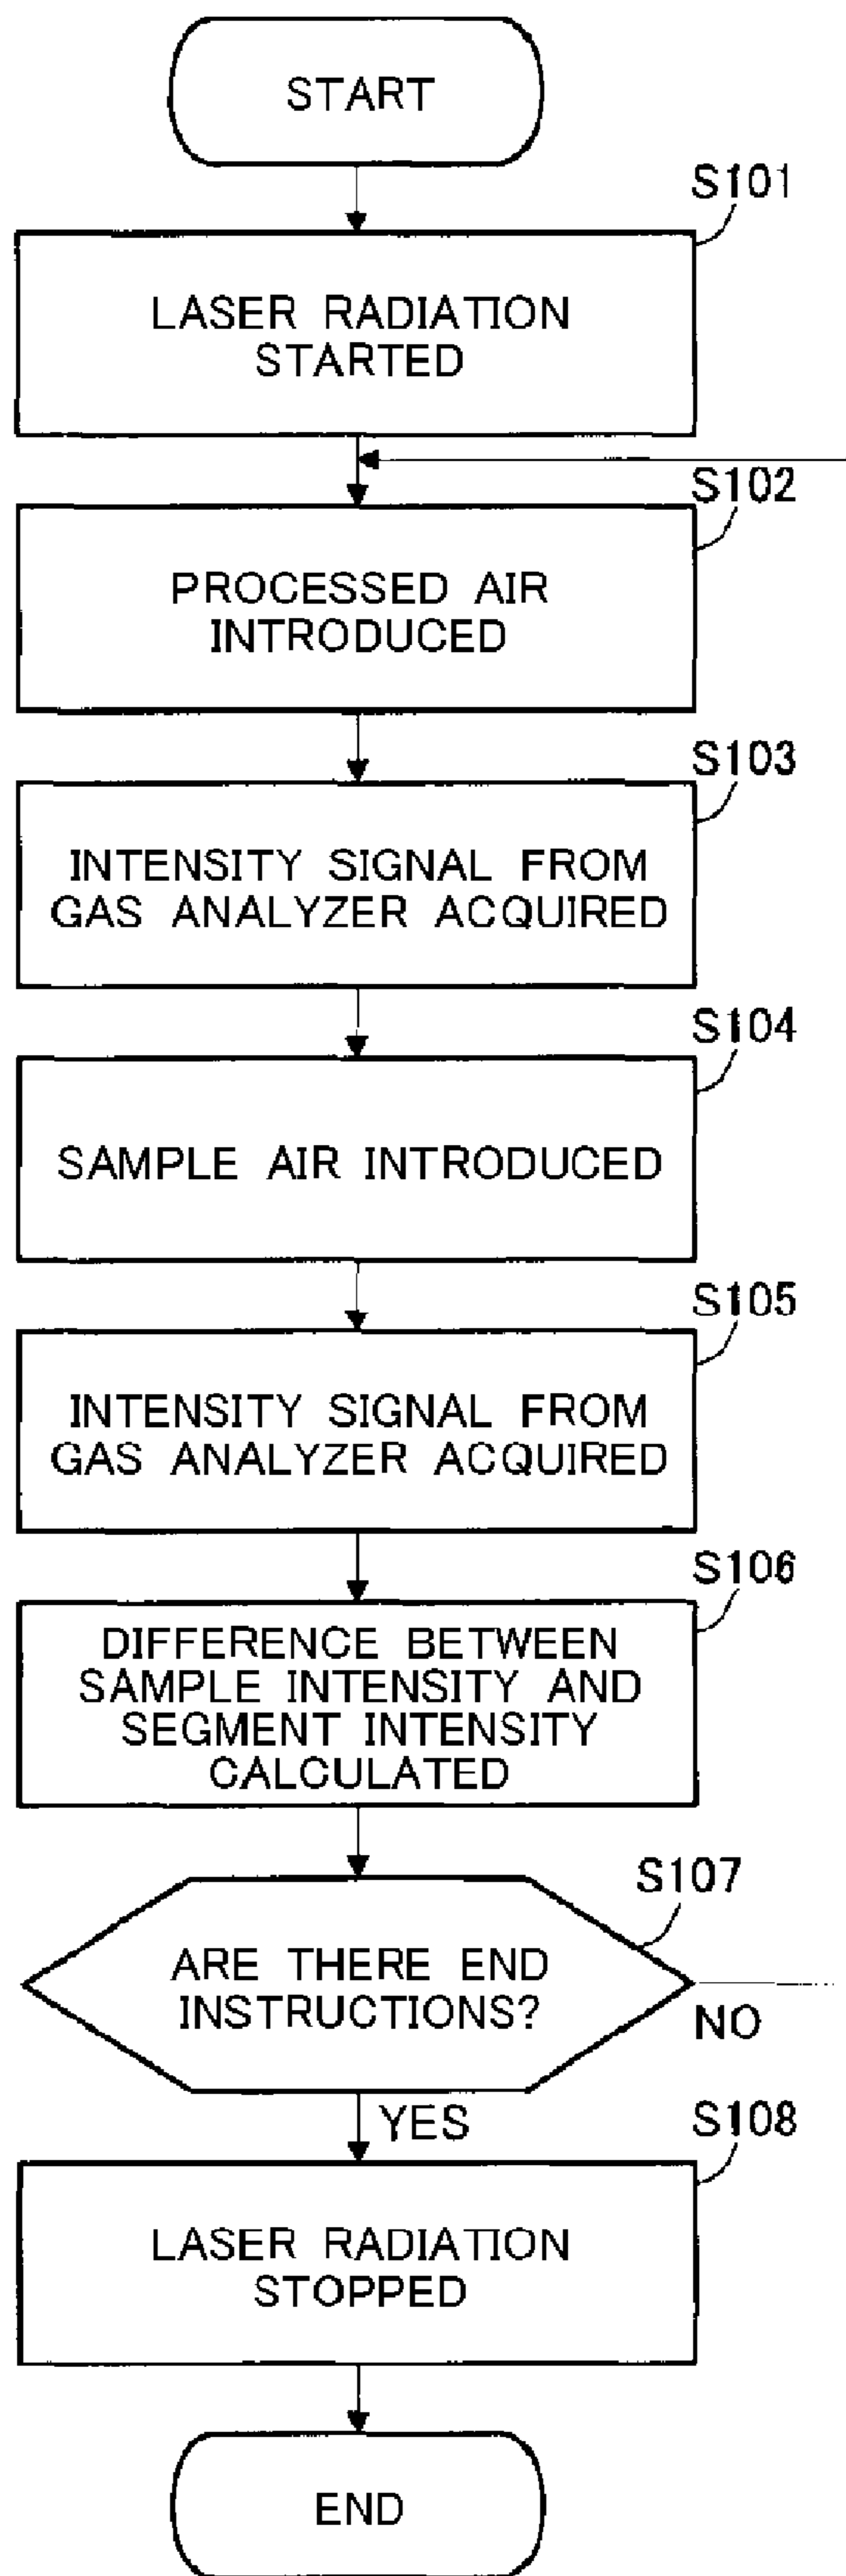 START
S101
LASER RADIATION
STARTED
S102
PROCESSED AIR
INTRODUCED
S103
INTENSITY SIGNAL FROM
GAS ANALYZER ACQUIRED
S104
SAMPLE AIR INTRODUCED
S105
INTENSITY SIGNAL FROM
GAS ANALYZER ACQUIRED
S106
DIFFERENCE BETWEEN
SAMPLE INTENSITY AND
SEGMENT INTENSITY
CALCULATED
S107
ARE THERE END
INSTRUCTIONS?
NO
YES
S108
LASER RADIATION
STOPPED
END